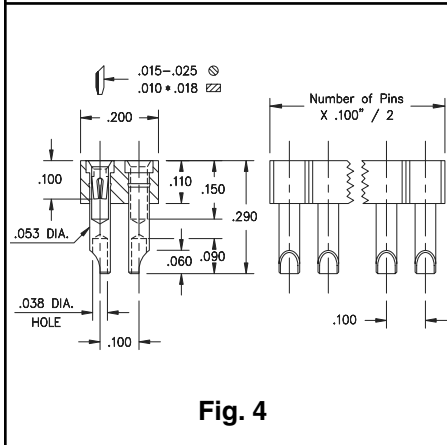 .015–.025
.010 * .018
.200
Number of Pins
X .100" / 2
.100
.110
.150
.290
.053 DIA.
.060
.090
.038 DIA.
HOLE
.100
.100
Fig. 4